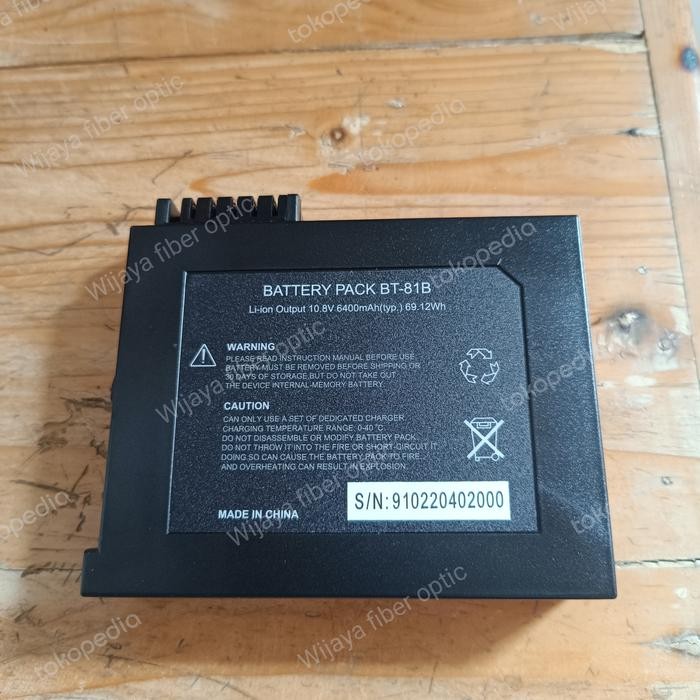 BATTERY PACK BT-81B
Li-ion Output 10.8V 6400mAh(typ.) 69.12Wh
WARNING
PLEASE READ INSTRUCTION MANUAL BEFORE USE
BATTERY MUST BE REMOVED BEFORE SHIPPING OR
30 DAYS OF STORAGE.BUT DO NOT TAKE OUT
THE DEVICE INTERNAL-MEMORY BATTERY.
CAUTION
CAN ONLY USE A SET OF DEDICATED CHARGER.
CHARGING TEMPERATURE RANGE: 0-40 °C.
DO NOT DISASSEMBLE OR MODIFY BATTERY PACK.
DO NOT THROW IT INTO THE FIRE OR SHORT-CIRCUIT IT.
DOING SO CAN CAUSE THE BATTERY PACK TO FIRE
AND OVERHEATING CAN RESULT IN EXPLOSION.
S/N: 910220402000
MADE IN CHINA
Wijaya fiber optic
tokopedia